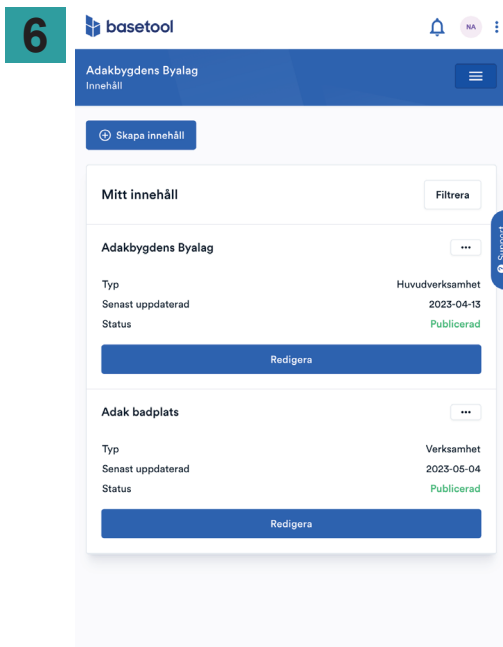 6
basetool
NA
Adakbygdens Byalag
Innehåll
Skapa innehåll
Mitt innehåll
Filtrera
Support
Adakbygdens Byalag
Typ Huvudverksamhet
Senast uppdaterad 2023-04-13
Status Publicerad
Redigera
Adak badplats
Typ Verksamhet
Senast uppdaterad 2023-05-04
Status Publicerad
Redigera